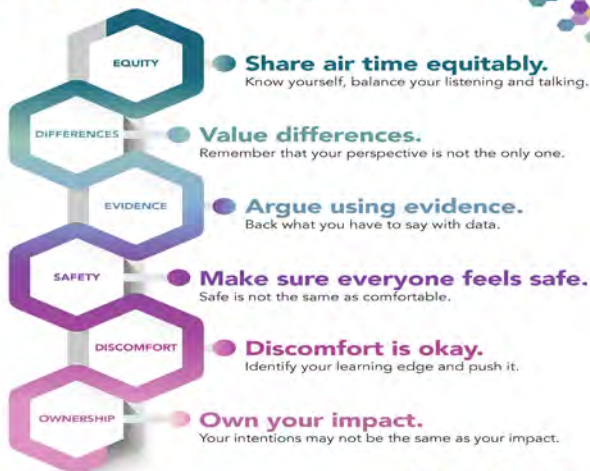 EQUITY
Share air time equitably.
Know yourself, balance your listening and talking.
DIFFERENCES
Value differences.
Remember that your perspective is not the only one.
EVIDENCE
Argue using evidence.
Back what you have to say with data.
SAFETY
Make sure everyone feels safe.
Safe is not the same as comfortable.
DISCOMFORT
Discomfort is okay.
Identify your learning edge and push it.
OWNERSHIP
Own your impact.
Your intentions may not be the same as your impact.